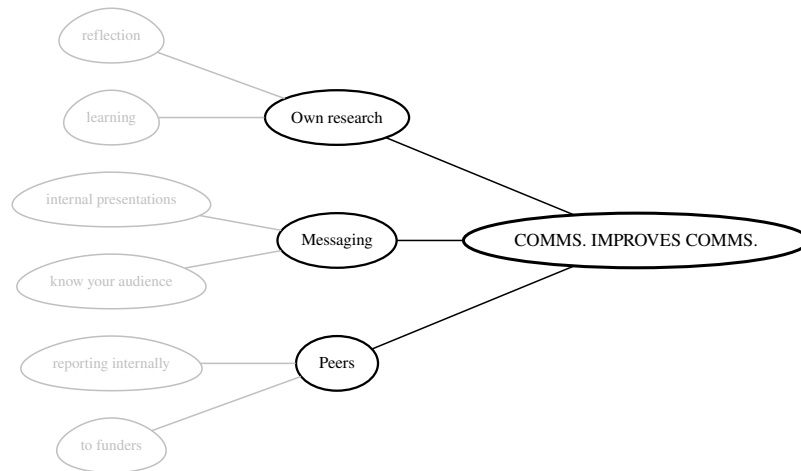 reflection
Own research
learning
internal presentations
Messaging
COMMS. IMPROVES COMMS.
know your audience
reporting internally
Peers
to funders